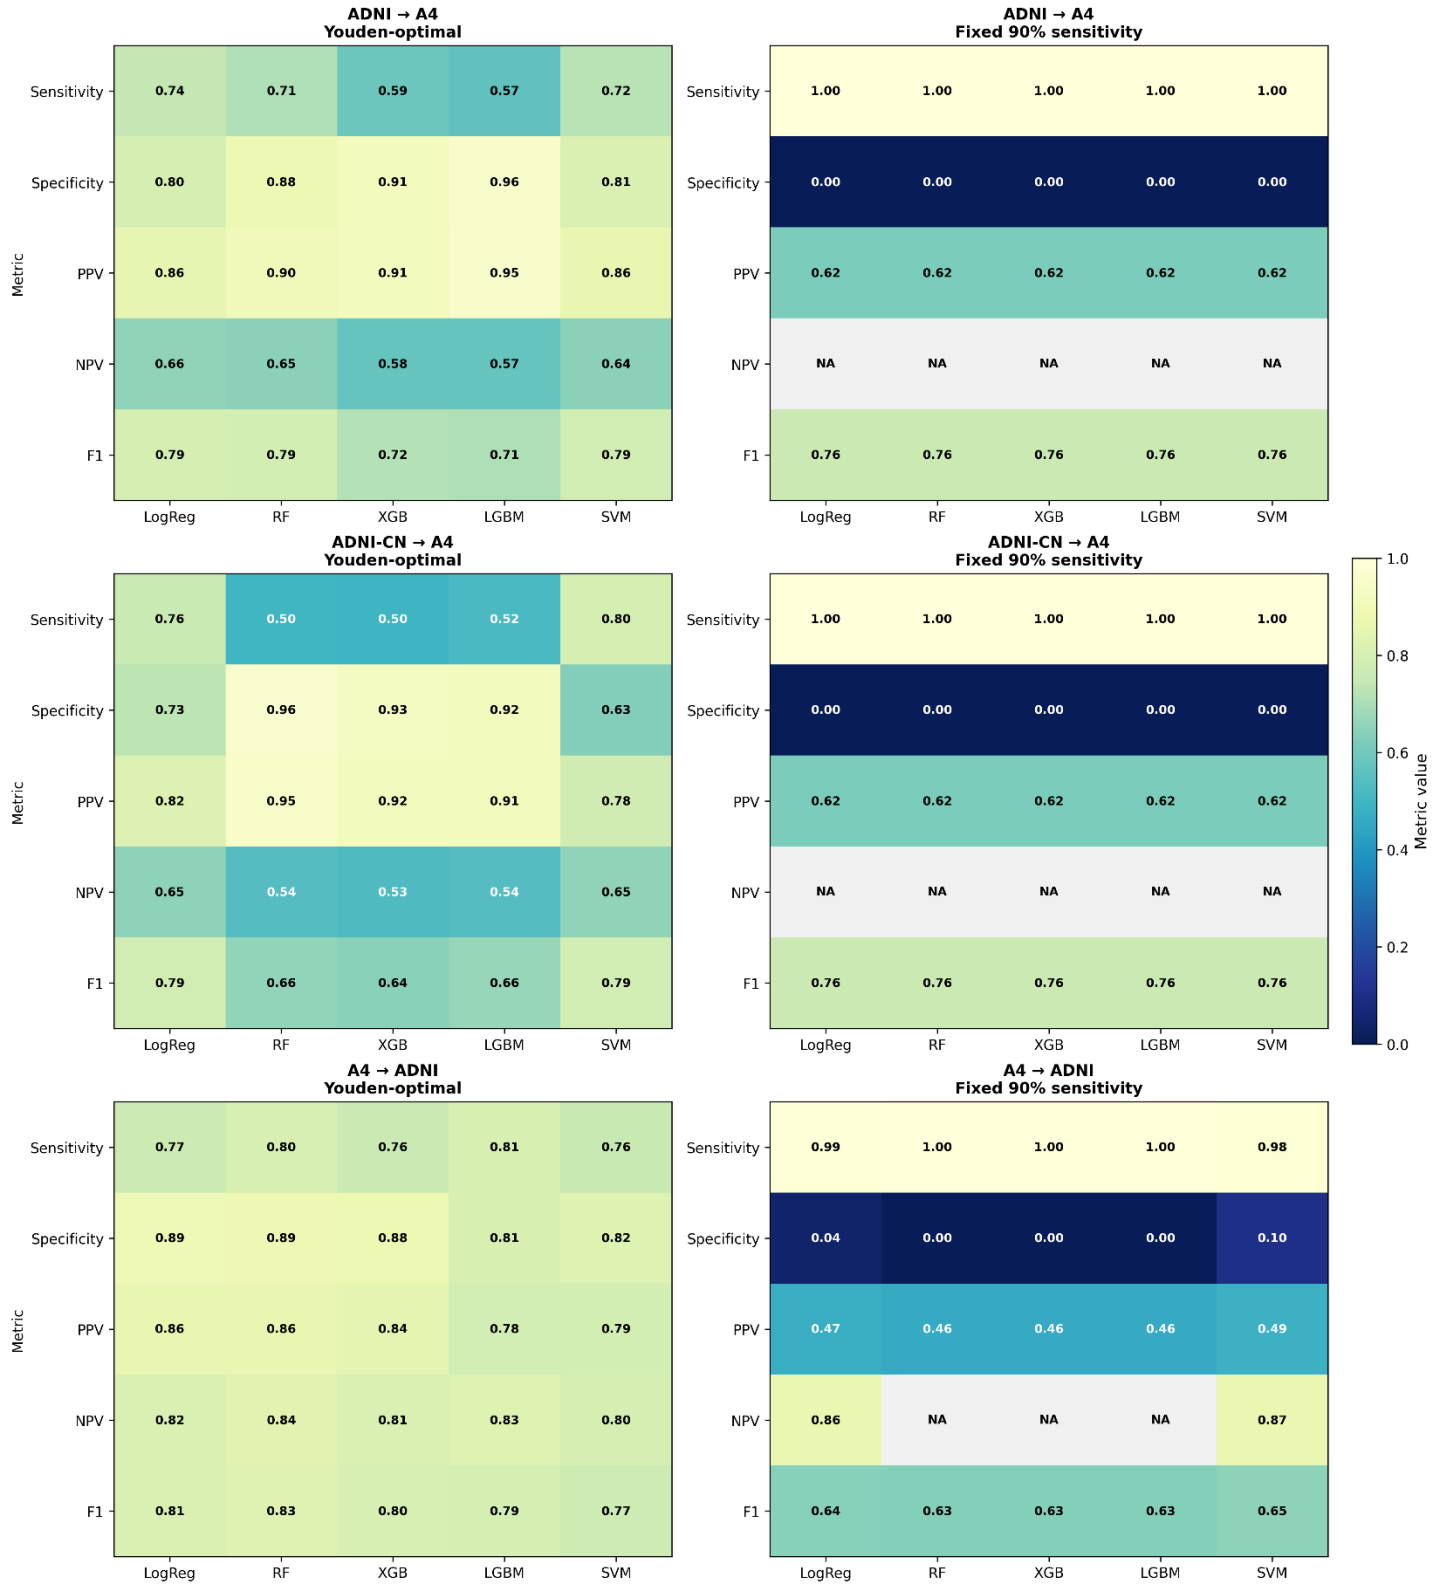 ADNI → A4
Youden-optimal
Metric
Sensitivity 0.74 0.71 0.59 0.57 0.72
Specificity 0.80 0.88 0.91 0.96 0.81
PPV 0.86 0.90 0.91 0.95 0.86
NPV 0.66 0.65 0.58 0.57 0.64
F1 0.79 0.79 0.72 0.71 0.79
LogReg RF XGB LGBM SVM
ADNI → A4
Fixed 90% sensitivity
Sensitivity 1.00 1.00 1.00 1.00 1.00
Specificity 0.00 0.00 0.00 0.00 0.00
PPV 0.62 0.62 0.62 0.62 0.62
NPV NA NA NA NA NA
F1 0.76 0.76 0.76 0.76 0.76
LogReg RF XGB LGBM SVM
ADNI-CN → A4
Youden-optimal
Metric
Sensitivity 0.76 0.50 0.50 0.52 0.80
Specificity 0.73 0.96 0.93 0.92 0.63
PPV 0.82 0.95 0.92 0.91 0.78
NPV 0.65 0.54 0.53 0.54 0.65
F1 0.79 0.66 0.64 0.66 0.79
LogReg RF XGB LGBM SVM
ADNI-CN → A4
Fixed 90% sensitivity
Sensitivity 1.00 1.00 1.00 1.00 1.00
Specificity 0.00 0.00 0.00 0.00 0.00
PPV 0.62 0.62 0.62 0.62 0.62
NPV NA NA NA NA NA
F1 0.76 0.76 0.76 0.76 0.76
LogReg RF XGB LGBM SVM
1.0
0.8
0.6
0.4
0.2
0.0
Metric value
A4 → ADNI
Youden-optimal
Metric
Sensitivity 0.77 0.80 0.76 0.81 0.76
Specificity 0.89 0.89 0.88 0.81 0.82
PPV 0.86 0.86 0.84 0.78 0.79
NPV 0.82 0.84 0.81 0.83 0.80
F1 0.81 0.83 0.80 0.79 0.77
LogReg RF XGB LGBM SVM
A4 → ADNI
Fixed 90% sensitivity
Sensitivity 0.99 1.00 1.00 1.00 0.98
Specificity 0.04 0.00 0.00 0.00 0.10
PPV 0.47 0.46 0.46 0.46 0.49
NPV 0.86 NA NA NA 0.87
F1 0.64 0.63 0.63 0.63 0.65
LogReg RF XGB LGBM SVM